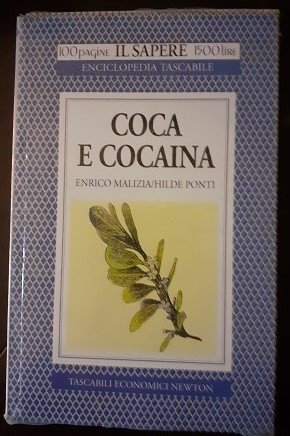 100 pagine IL SAPERE 1500 lire
ENCICLOPEDIA TASCABILE
COCA
E COCAINA
ENRICO MALIZIA/HILDE PONTI
TASCABILI ECONOMICI NEWTON